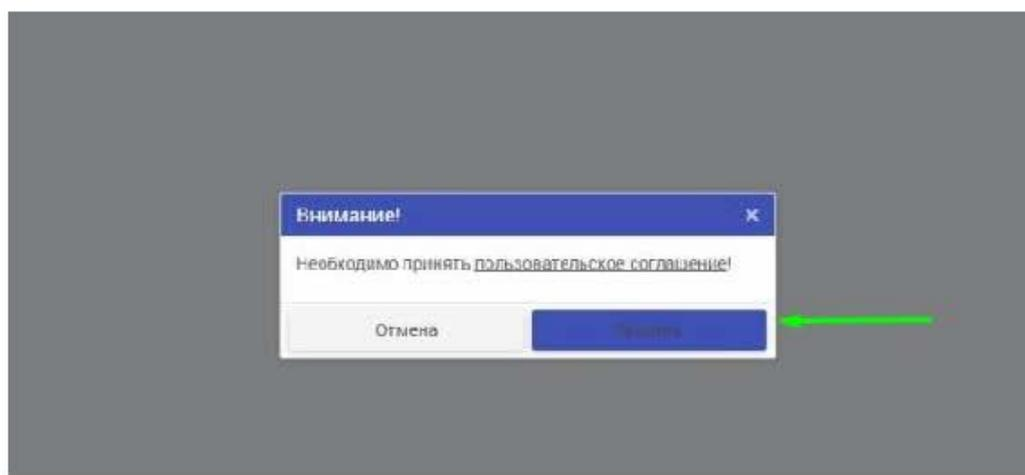 Внимание!
Необходимо принять пользовательское соглашение!
Отмена